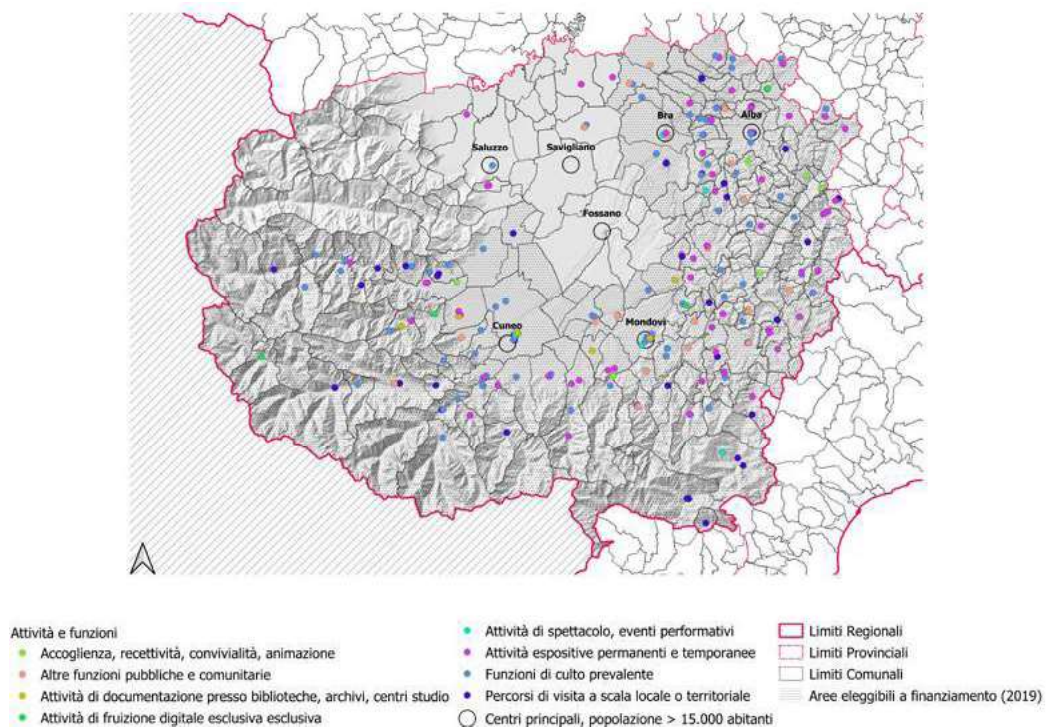 Bra
Alba
Saluzzo
Savigliano
Fossano
Cuneo
Mondovì
Attività e funzioni
Accoglienza, recettività, convivialità, animazione
Altre funzioni pubbliche e comunitarie
Attività di documentazione presso biblioteche, archivi, centri studio
Attività di fruizione digitale esclusiva esclusiva
Attività di spettacolo, eventi performativi
Attività espositive permanenti e temporanee
Funzioni di culto prevalente
Percorsi di visita a scala locale o territoriale
Centri principali, popolazione > 15.000 abitanti
Limiti Regionali
Limiti Provinciali
Limiti Comunali
Aree eleggibili a finanziamento (2019)